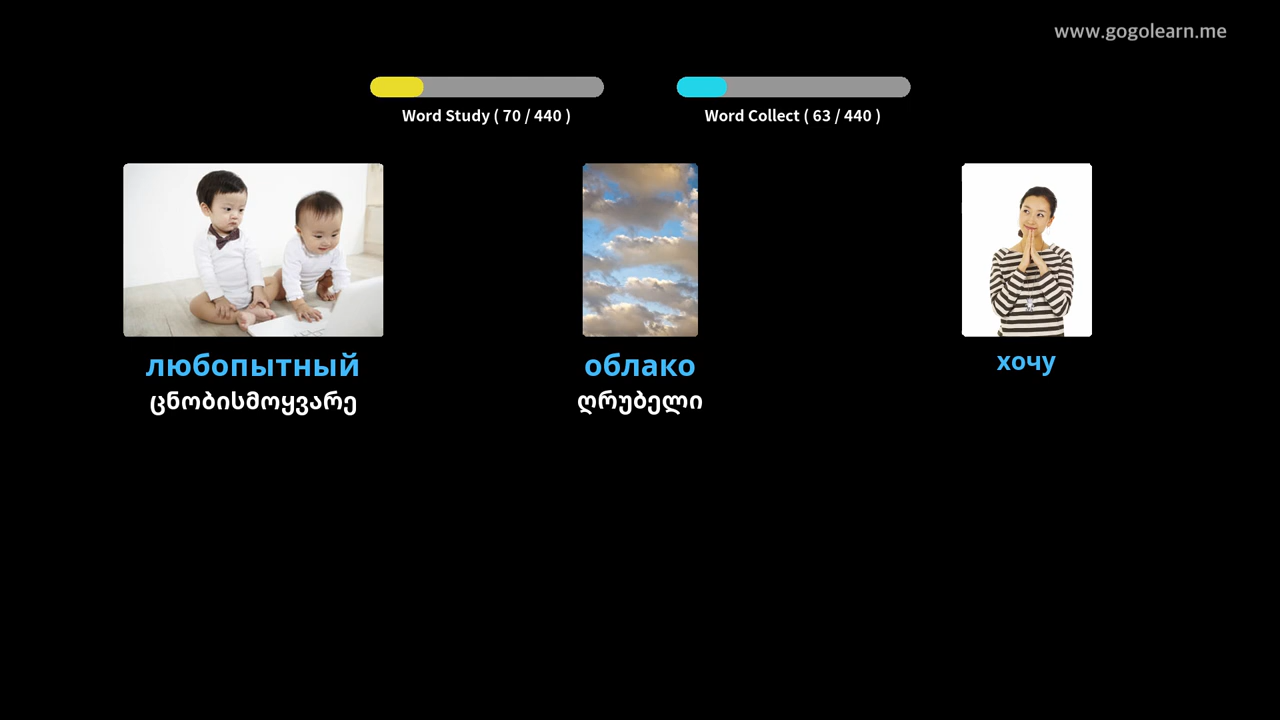 www.gogolearn.me
Word Study ( 70 / 440 )
Word Collect ( 63 / 440 )
любопытный
ცნობისმოყვარე
облако
ღრუბელი
хочу